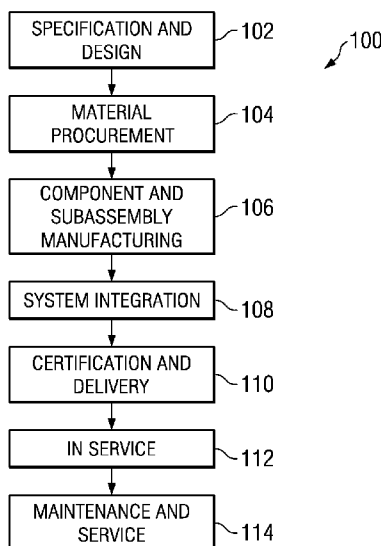 SPECIFICATION AND
DESIGN
102
100
MATERIAL
PROCUREMENT
104
COMPONENT AND
SUBASSEMBLY
MANUFACTURING
106
SYSTEM INTEGRATION
108
CERTIFICATION AND
DELIVERY
110
IN SERVICE
112
MAINTENANCE AND
SERVICE
114